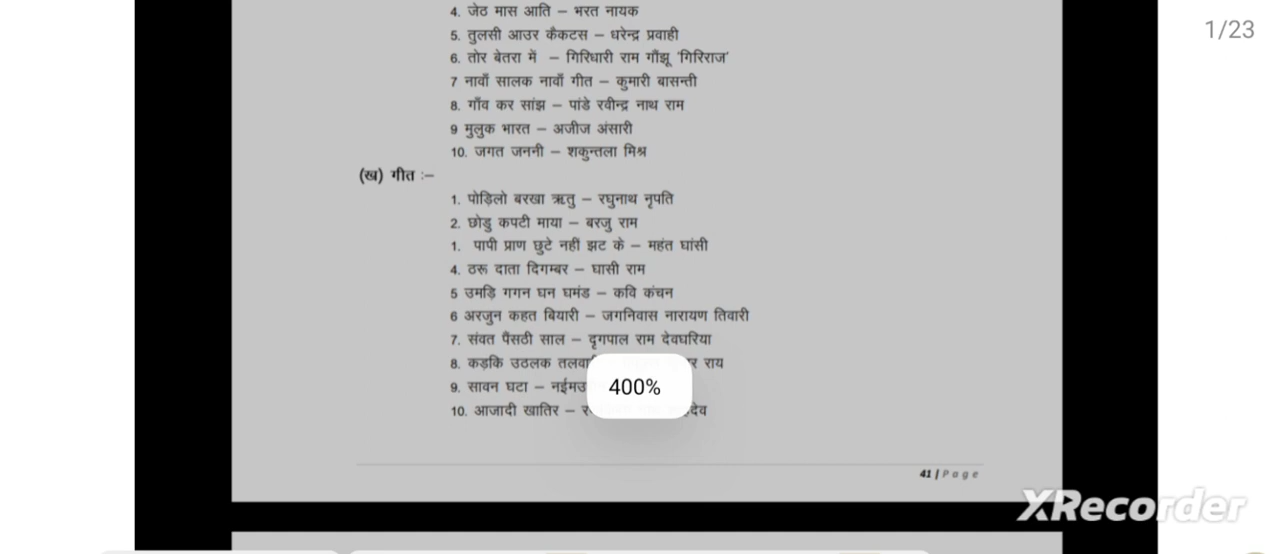 4. जेठ मास आति – भरत नायक
1/23
5. तुलसी आउर कैकटस – धरेन्द्र प्रवाही
6. तोर बेतरा में – गिरिधारी राम गौंझू 'गिरिराज'
7 नावाँ सालक नावाँ गीत – कुमारी बासन्ती
8. गाँव कर सांझ – पांडे रवीन्द्र नाथ राम
9 मुलुक भारत – अजीज अंसारी
10. जगत जननी – शकुन्तला मिश्र
(ख) गीत :–
1. पोड़िलो बरखा ऋतु – रघुनाथ नृपति
2. छोडु कपटी माया – बरजु राम
1. पापी प्राण छुटे नहीं झट के – महंत घांसी
4. ठरू दाता दिगम्बर – घासी राम
5 उमड़ि गगन घन घमंड – कवि कंचन
6 अरजुन कहत बियारी – जगनिवास नारायण तिवारी
7. संवत पैंसठी साल – दृगपाल राम देवघरिया
8. कड़कि उठलक राय
9. सावन घटा –
400%
10. आजादी खातिर –
41 | Page
XRecorder